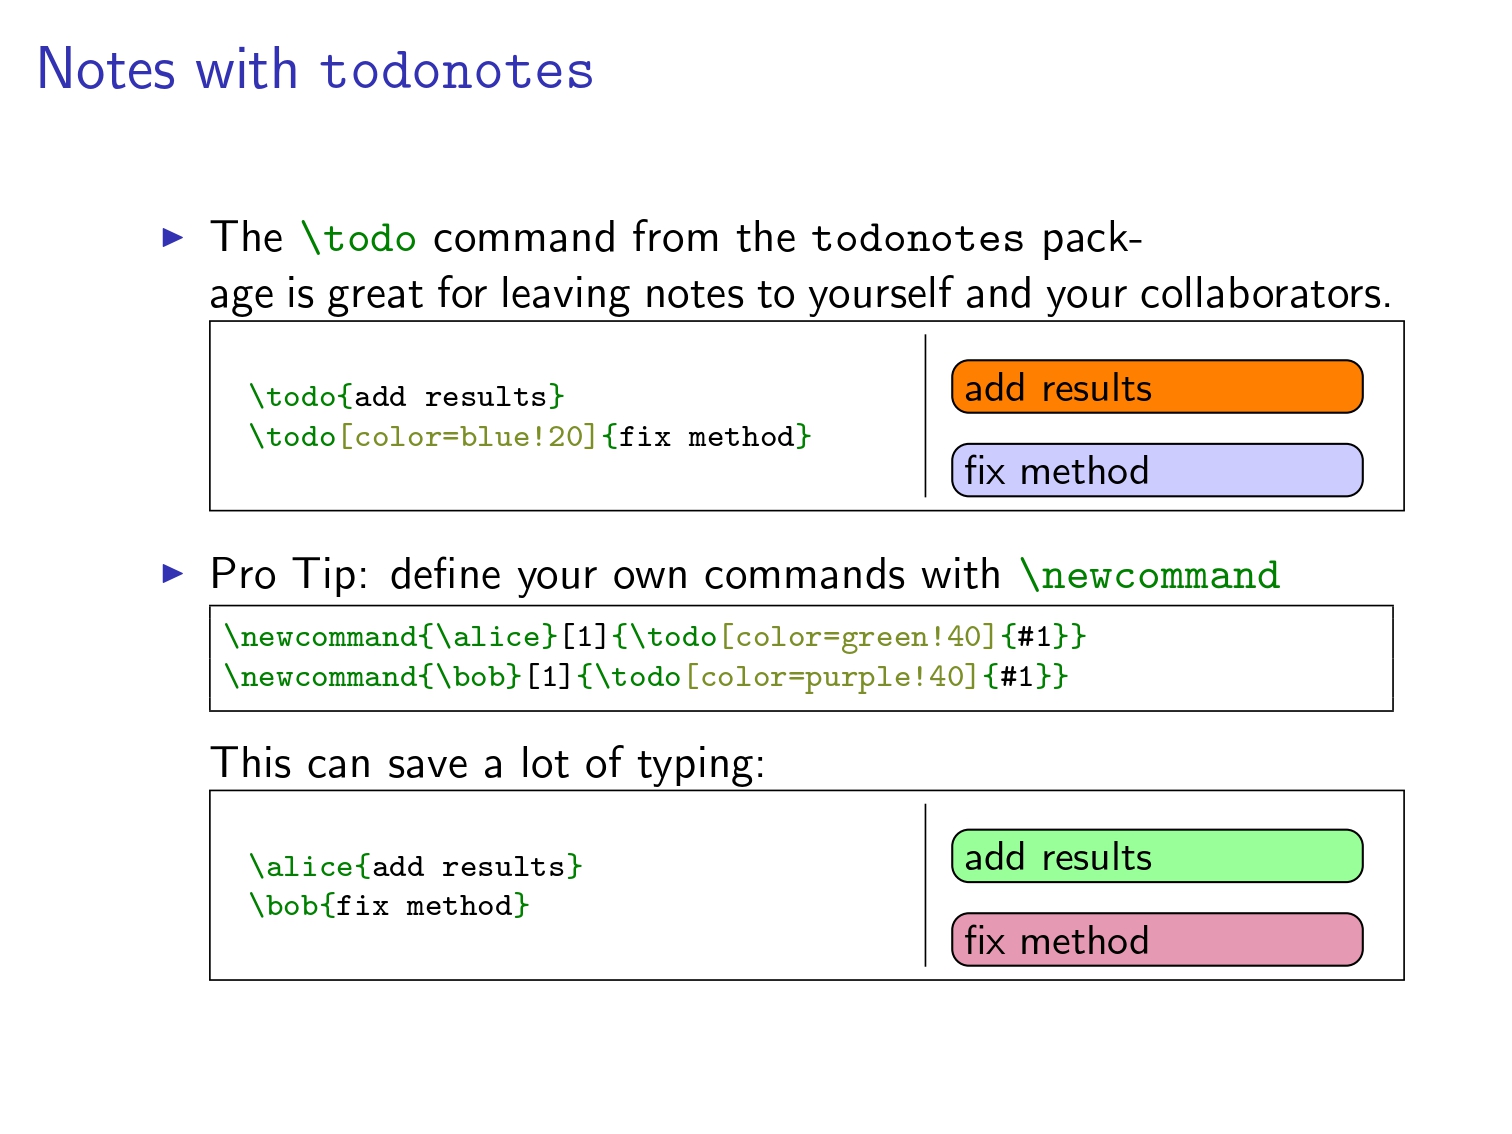 Notes with todonotes
The \todo command from the todonotes pack-
age is great for leaving notes to yourself and your collaborators.
\todo{add results}
\todo[color=blue!20]{fix method}
add results
fix method
Pro Tip: define your own commands with \newcommand
\newcommand{\alice}[1]{\todo[color=green!40]{#1}}
\newcommand{\bob}[1]{\todo[color=purple!40]{#1}}
This can save a lot of typing:
\alice{add results}
\bob{fix method}
add results
fix method